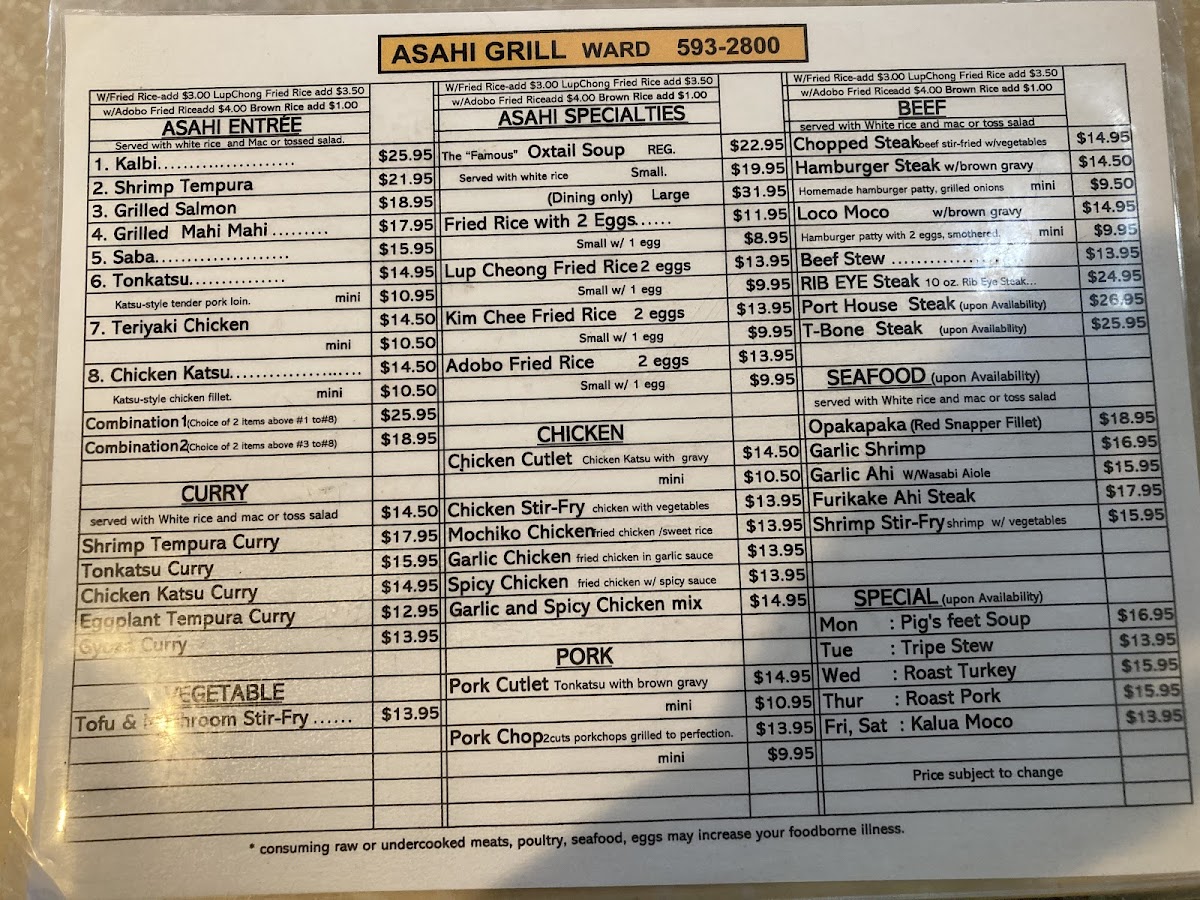 ASAHI GRILL WARD 593-2800
W/Fried Rice-add $3.00 LupChong Fried Rice add $3.50
w/Adobo Fried Riceadd $4.00 Brown Rice add $1.00
ASAHI ENTRÉE
Served with white rice and Mac or tossed salad.
1. Kalbi...................... $25.95
2. Shrimp Tempura $21.95
3. Grilled Salmon $18.95
4. Grilled Mahi Mahi ......... $17.95
5. Saba...................... $15.95
6. Tonkatsu............... $14.95
Katsu-style tender pork loin. mini $10.95
7. Teriyaki Chicken $14.50
mini $10.50
8. Chicken Katsu..................... $14.50
Katsu-style chicken fillet. mini $10.50
Combination1(Choice of 2 items above #1 to#8) $25.95
Combination2(Choice of 2 items above #3 to#8) $18.95
CURRY
served with White rice and mac or toss salad $14.50
Shrimp Tempura Curry $17.95
Tonkatsu Curry $15.95
Chicken Katsu Curry $14.95
Eggplant Tempura Curry $12.95
Gyoza Curry $13.95
VEGETABLE
Tofu & Mushroom Stir-Fry ...... $13.95
W/Fried Rice-add $3.00 LupChong Fried Rice add $3.50
w/Adobo Fried Riceadd $4.00 Brown Rice add $1.00
ASAHI SPECIALTIES
The "Famous" Oxtail Soup REG. $22.95
Served with white rice Small. $19.95
(Dining only) Large $31.95
Fried Rice with 2 Eggs...... $11.95
Small w/ 1 egg $8.95
Lup Cheong Fried Rice 2 eggs $13.95
Small w/ 1 egg $9.95
Kim Chee Fried Rice 2 eggs $13.95
Small w/ 1 egg $9.95
Adobo Fried Rice 2 eggs $13.95
Small w/ 1 egg $9.95
CHICKEN
Chicken Cutlet Chicken Katsu with gravy $14.50
mini $10.50
Chicken Stir-Fry chicken with vegetables $13.95
Mochiko Chickenfried chicken /sweet rice $13.95
Garlic Chicken fried chicken in garlic sauce $13.95
Spicy Chicken fried chicken w/ spicy sauce $13.95
Garlic and Spicy Chicken mix $14.95
PORK
Pork Cutlet Tonkatsu with brown gravy $14.95
mini $10.95
Pork Chop2cuts porkchops grilled to perfection. $13.95
mini $9.95
W/Fried Rice-add $3.00 LupChong Fried Rice add $3.50
w/Adobo Fried Riceadd $4.00 Brown Rice add $1.00
BEEF
served with White rice and mac or toss salad
Chopped Steakbeef stir-fried w/vegetables $14.95
Hamburger Steak w/brown gravy $14.50
Homemade hamburger patty, grilled onions mini $9.50
Loco Moco w/brown gravy $14.95
Hamburger patty with 2 eggs, smothered. mini $9.95
Beef Stew .................. $13.95
RIB EYE Steak 10 oz. Rib Eye Steak... $24.95
Port House Steak (upon Availability) $26.95
T-Bone Steak (upon Availability) $25.95
SEAFOOD (upon Availability)
served with White rice and mac or toss salad
Opakapaka (Red Snapper Fillet) $18.95
Garlic Shrimp $16.95
Garlic Ahi W/Wasabi Aiole $15.95
Furikake Ahi Steak $17.95
Shrimp Stir-Fry shrimp w/ vegetables $15.95
SPECIAL (upon Availability)
Mon : Pig's feet Soup $16.95
Tue : Tripe Stew $13.95
Wed : Roast Turkey $15.95
Thur : Roast Pork $15.95
Fri, Sat : Kalua Moco $13.95
Price subject to change
* consuming raw or undercooked meats, poultry, seafood, eggs may increase your foodborne illness.